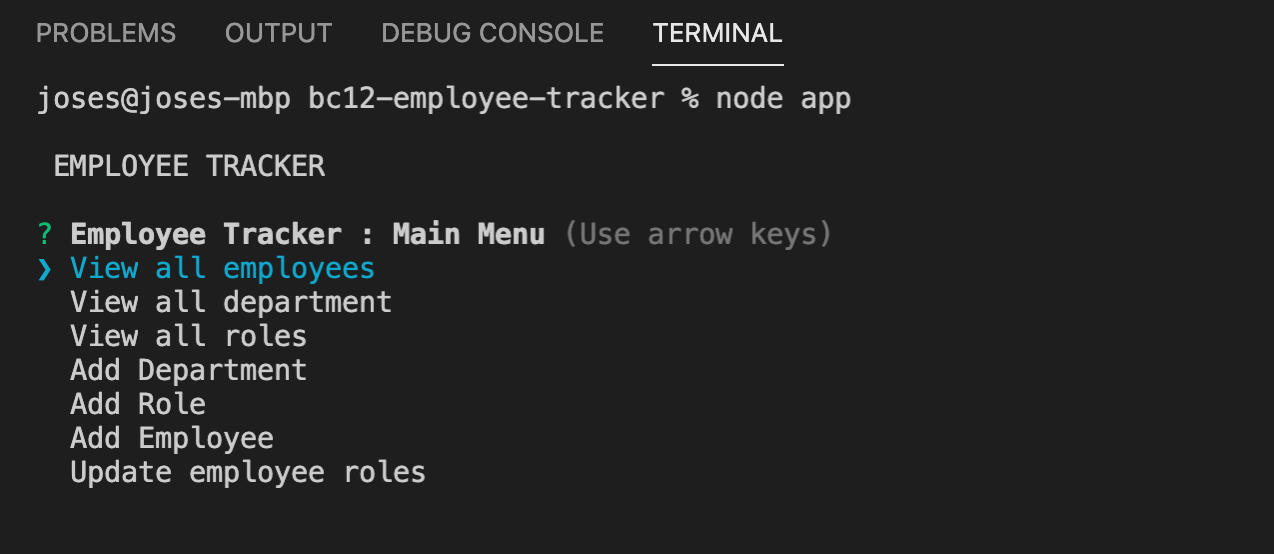 PROBLEMS OUTPUT DEBUG CONSOLE TERMINAL
joses@joses-mbp bc12-employee-tracker % node app
EMPLOYEE TRACKER
? Employee Tracker : Main Menu (Use arrow keys)
❯ View all employees
View all department
View all roles
Add Department
Add Role
Add Employee
Update employee roles